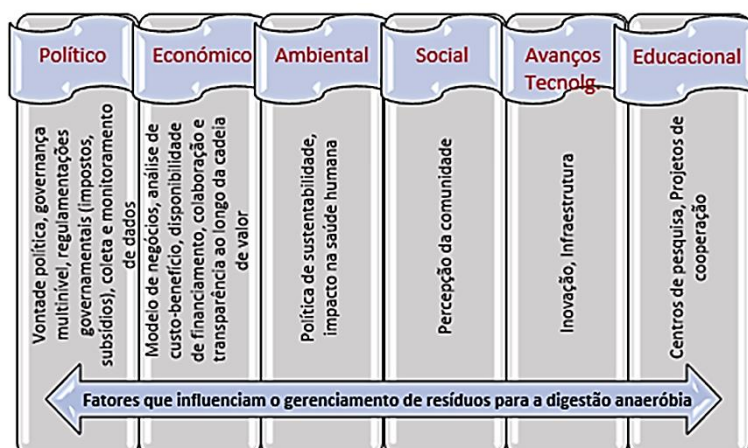 Político
Económico
Ambiental
Social
Avanços
Tecnolg.
Educacional
Vontade política, governança
multinível, regulamentações
governamentais (impostos,
subsídios), coleta e monitoramento
de dados
Modelo de negócios, análise de
custo-benefício, disponibilidade
de financiamento, colaboração e
transparência ao longo da cadeia
de valor
Política de sustentabilidade,
impacto na saúde humana
Percepção da comunidade
Inovação, Infraestrutura
Centros de pesquisa, Projetos de
cooperação
Fatores que influenciam o gerenciamento de resíduos para a digestão anaeróbia